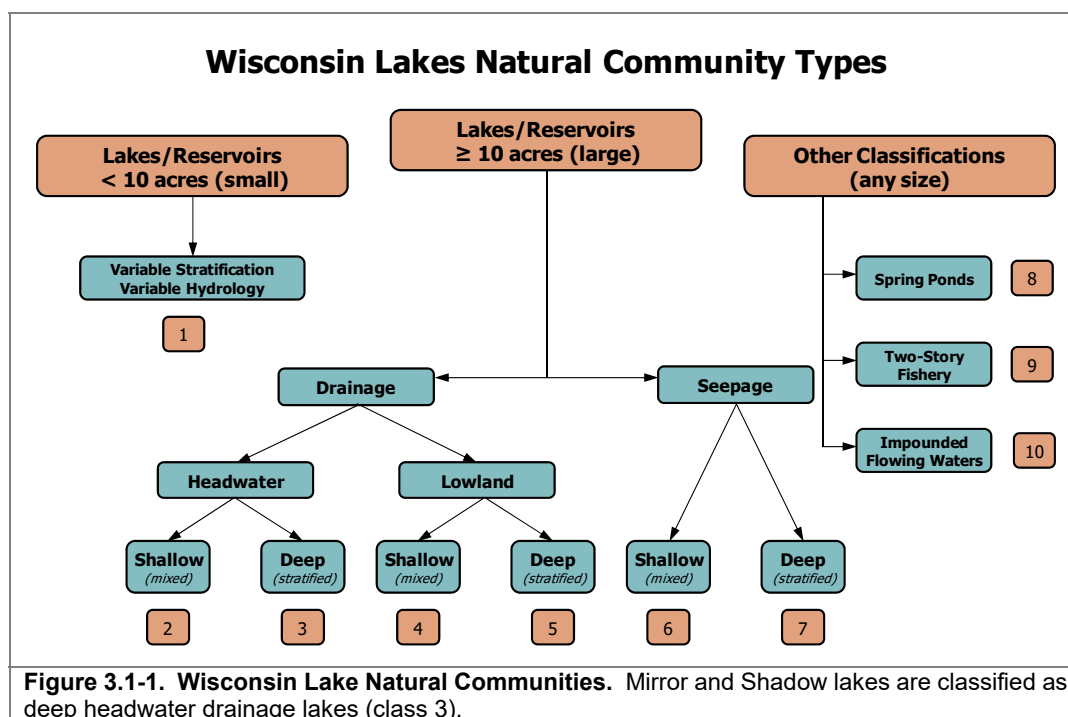 Wisconsin Lakes Natural Community Types
Lakes/Reservoirs
< 10 acres (small)
Lakes/Reservoirs
≥ 10 acres (large)
Other Classifications
(any size)
Variable Stratification
Variable Hydrology
1
Spring Ponds
8
Two-Story
Fishery
9
Impounded
Flowing Waters
10
Drainage
Seepage
Headwater
Lowland
Shallow
(mixed)
Deep
(stratified)
Shallow
(mixed)
Deep
(stratified)
Shallow
(mixed)
Deep
(stratified)
2
3
4
5
6
7
Figure 3.1-1. Wisconsin Lake Natural Communities. Mirror and Shadow lakes are classified as
deep headwater drainage lakes (class 3).